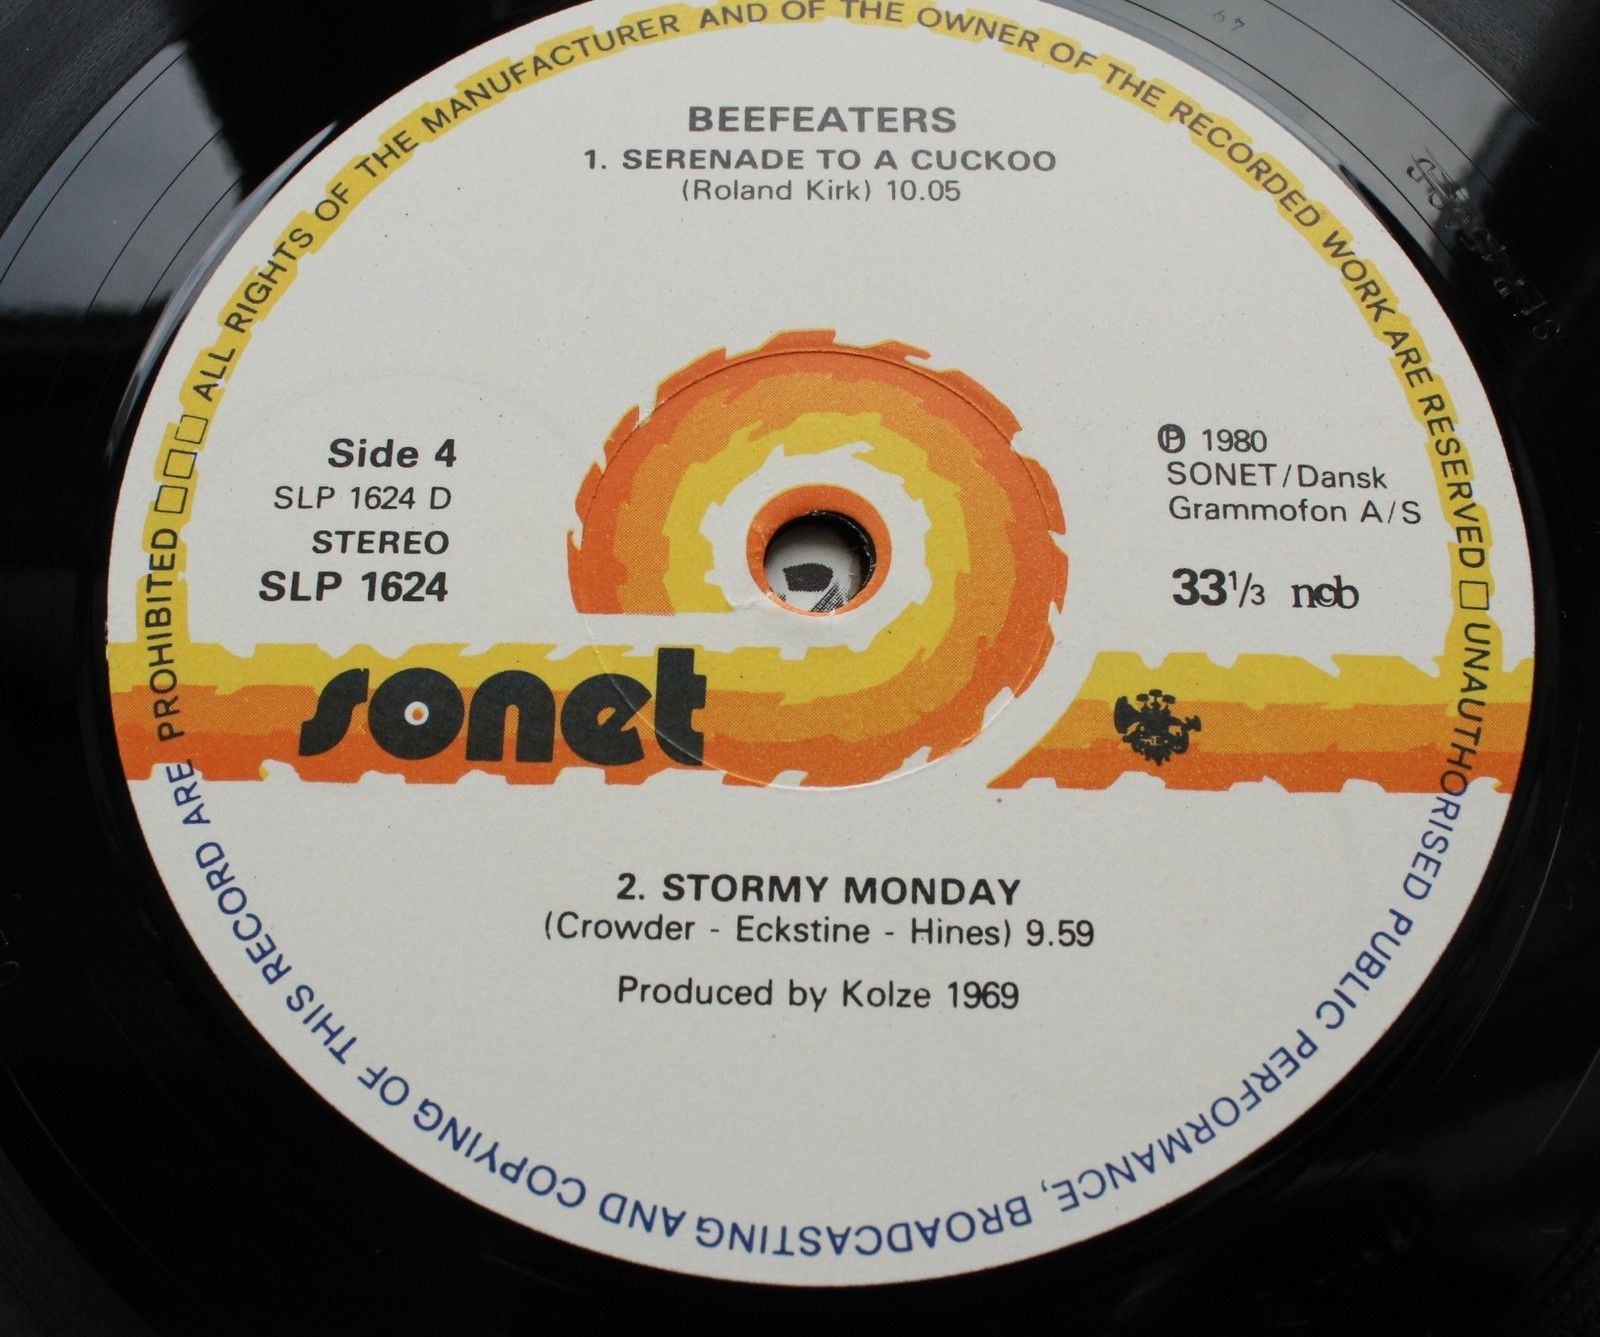 BEEFEATERS
1. SERENADE TO A CUCKOO
(Roland Kirk) 10.05
Side 4
SLP 1624 D
STEREO
SLP 1624
℗ 1980
SONET/Dansk
Grammofon A/S
33⅓ ncb
sonet
2. STORMY MONDAY
(Crowder - Eckstine - Hines) 9.59
Produced by Kolze 1969
ALL RIGHTS OF THE MANUFACTURER AND OF THE OWNER OF THE RECORDED WORK ARE RESERVED □ UNAUTHORISED PUBLIC PERFORMANCE, BROADCASTING AND COPYING OF THIS RECORD ARE PROHIBITED □□□